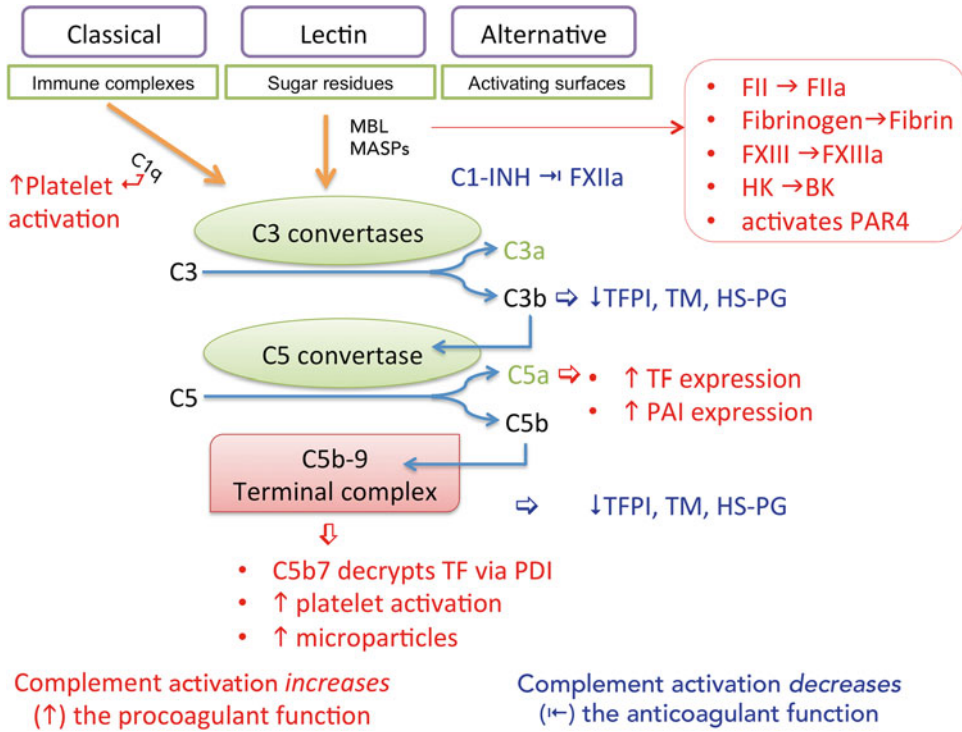 Classical
Lectin
Alternative
Immune complexes
Sugar residues
Activating surfaces
MBL
MASPs
• FII → FIIa
• Fibrinogen→Fibrin
• FXIII →FXIIIa
• HK →BK
• activates PAR4
C1q
↑Platelet
activation
C1-INH ⇥ FXIIa
C3 convertases
C3
C3a
C3b ⇨ ↓TFPI, TM, HS-PG
C5 convertase
C5
C5a ⇨ • ↑ TF expression
• ↑ PAI expression
C5b
C5b-9
Terminal complex
⇨ ↓TFPI, TM, HS-PG
• C5b7 decrypts TF via PDI
• ↑ platelet activation
• ↑ microparticles
Complement activation increases
(↑) the procoagulant function
Complement activation decreases
(⇤) the anticoagulant function